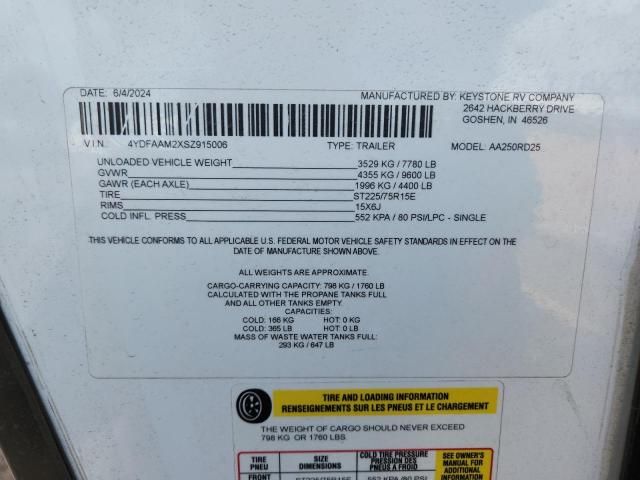 DATE: 6/4/2024 MANUFACTURED BY: KEYSTONE RV COMPANY
2642 HACKBERRY DRIVE
GOSHEN, IN 46526
V.I.N. 4YDFAAM2XSZ915006 TYPE: TRAILER MODEL: AA250RD25
UNLOADED VEHICLE WEIGHT 3529 KG / 7780 LB
GVWR 4355 KG / 9600 LB
GAWR (EACH AXLE) 1996 KG / 4400 LB
TIRE ST225/75R15E
RIMS 15X6J
COLD INFL. PRESS 552 KPA / 80 PSI/LPC - SINGLE
THIS VEHICLE CONFORMS TO ALL APPLICABLE U.S. FEDERAL MOTOR VEHICLE SAFETY STANDARDS IN EFFECT ON THE
DATE OF MANUFACTURE SHOWN ABOVE.
ALL WEIGHTS ARE APPROXIMATE.
CARGO-CARRYING CAPACITY: 798 KG / 1760 LB
CALCULATED WITH THE PROPANE TANKS FULL
AND ALL OTHER TANKS EMPTY.
CAPACITIES:
COLD: 166 KG HOT: 0 KG
COLD: 365 LB HOT: 0 LB
MASS OF WASTE WATER TANKS FULL:
293 KG / 647 LB
TIRE AND LOADING INFORMATION
RENSEIGNEMENTS SUR LES PNEUS ET LE CHARGEMENT
THE WEIGHT OF CARGO SHOULD NEVER EXCEED
798 KG OR 1760 LBS.
TIRE SIZE COLD TIRE PRESSURE SEE OWNER'S
PNEU DIMENSIONS PRESSION DES PNEUS A FROID MANUAL FOR ADDITIONAL INFORMATION
FRONT ST225/75R15E 552 KPA /80 PSI